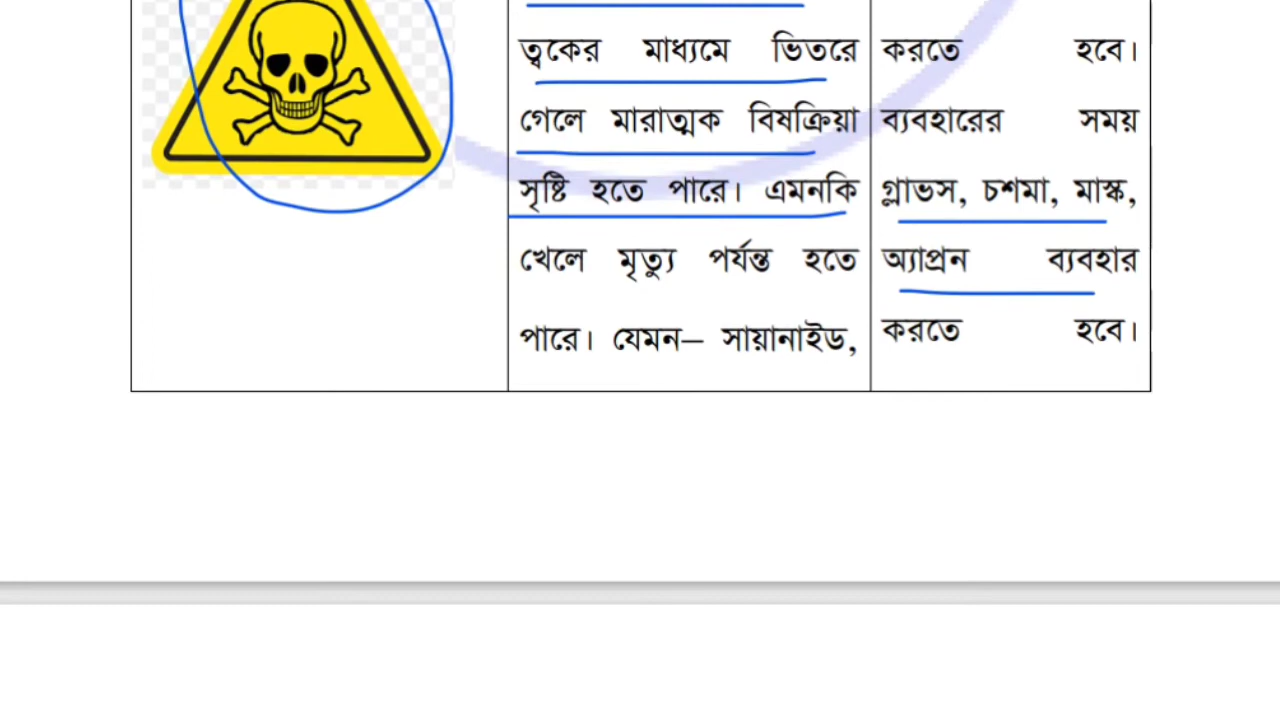 ত্বকের মাধ্যমে ভিতরে
গেলে মারাত্মক বিষক্রিয়া
সৃষ্টি হতে পারে। এমনকি
খেলে মৃত্যু পর্যন্ত হতে
পারে। যেমন– সায়ানাইড,
করতে হবে।
ব্যবহারের সময়
গ্লাভস, চশমা, মাস্ক,
অ্যাপ্রন ব্যবহার
করতে হবে।